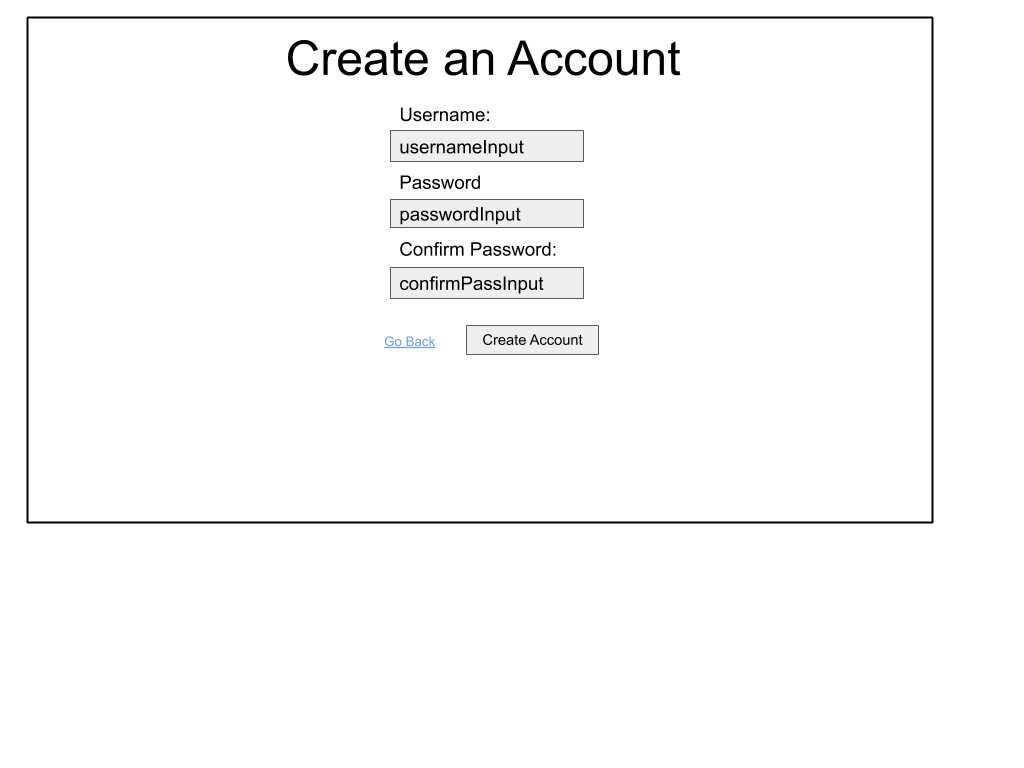 Create an Account
Username:
usernameInput
Password
passwordInput
Confirm Password:
confirmPassInput
Go Back
Create Account